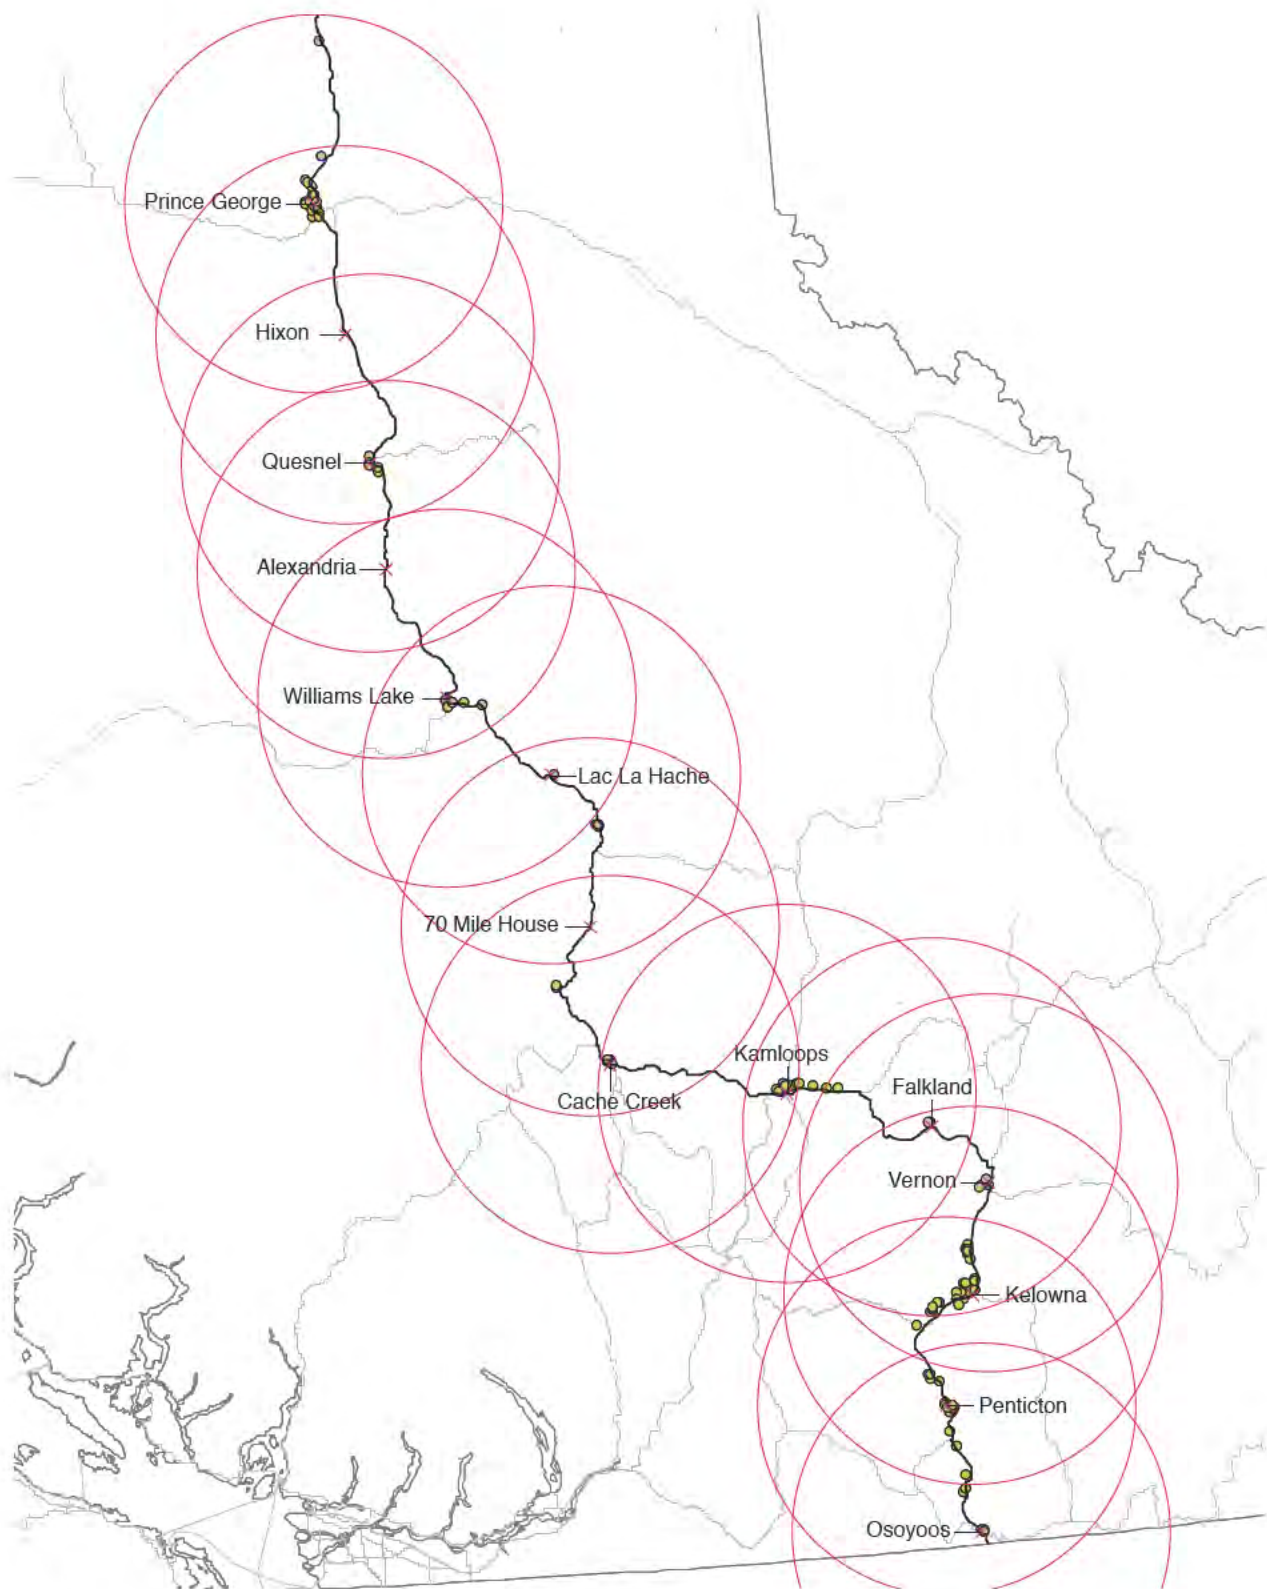 Prince George
Hixon
Quesnel
Alexandria
Williams Lake
Lac La Hache
70 Mile House
Kamloops
Cache Creek
Falkland
Vernon
Kelowna
Penticton
Osoyoos